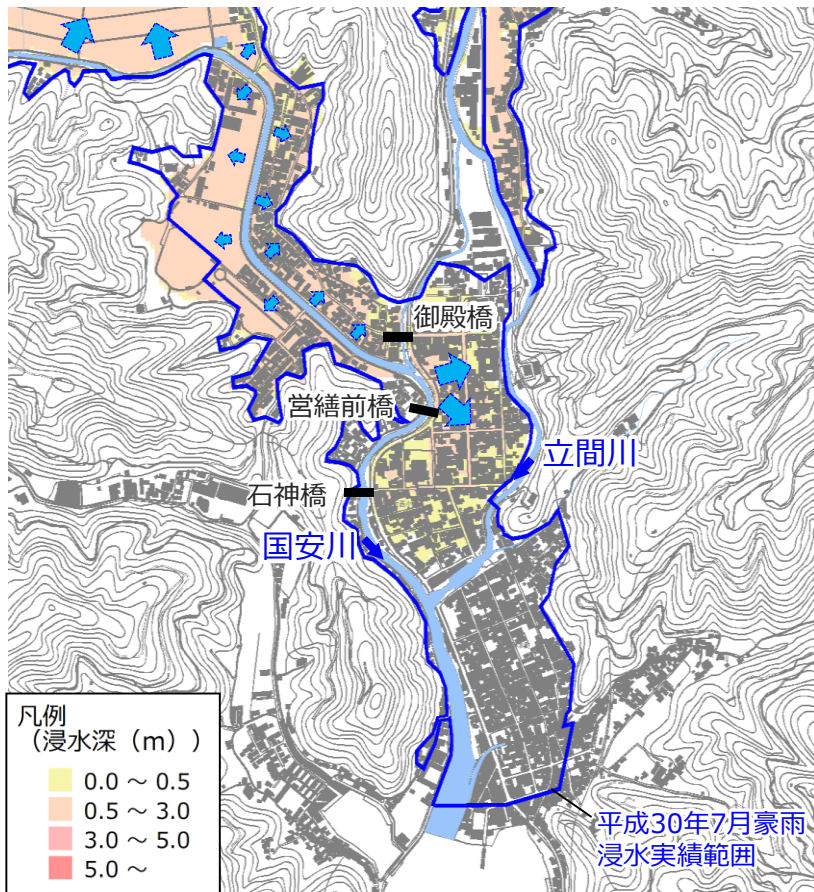 御殿橋
営繕前橋
立間川
石神橋
国安川
凡例
(浸水深(m))
0.0 ～ 0.5
0.5 ～ 3.0
3.0 ～ 5.0
5.0 ～
平成30年7月豪雨
浸水実績範囲